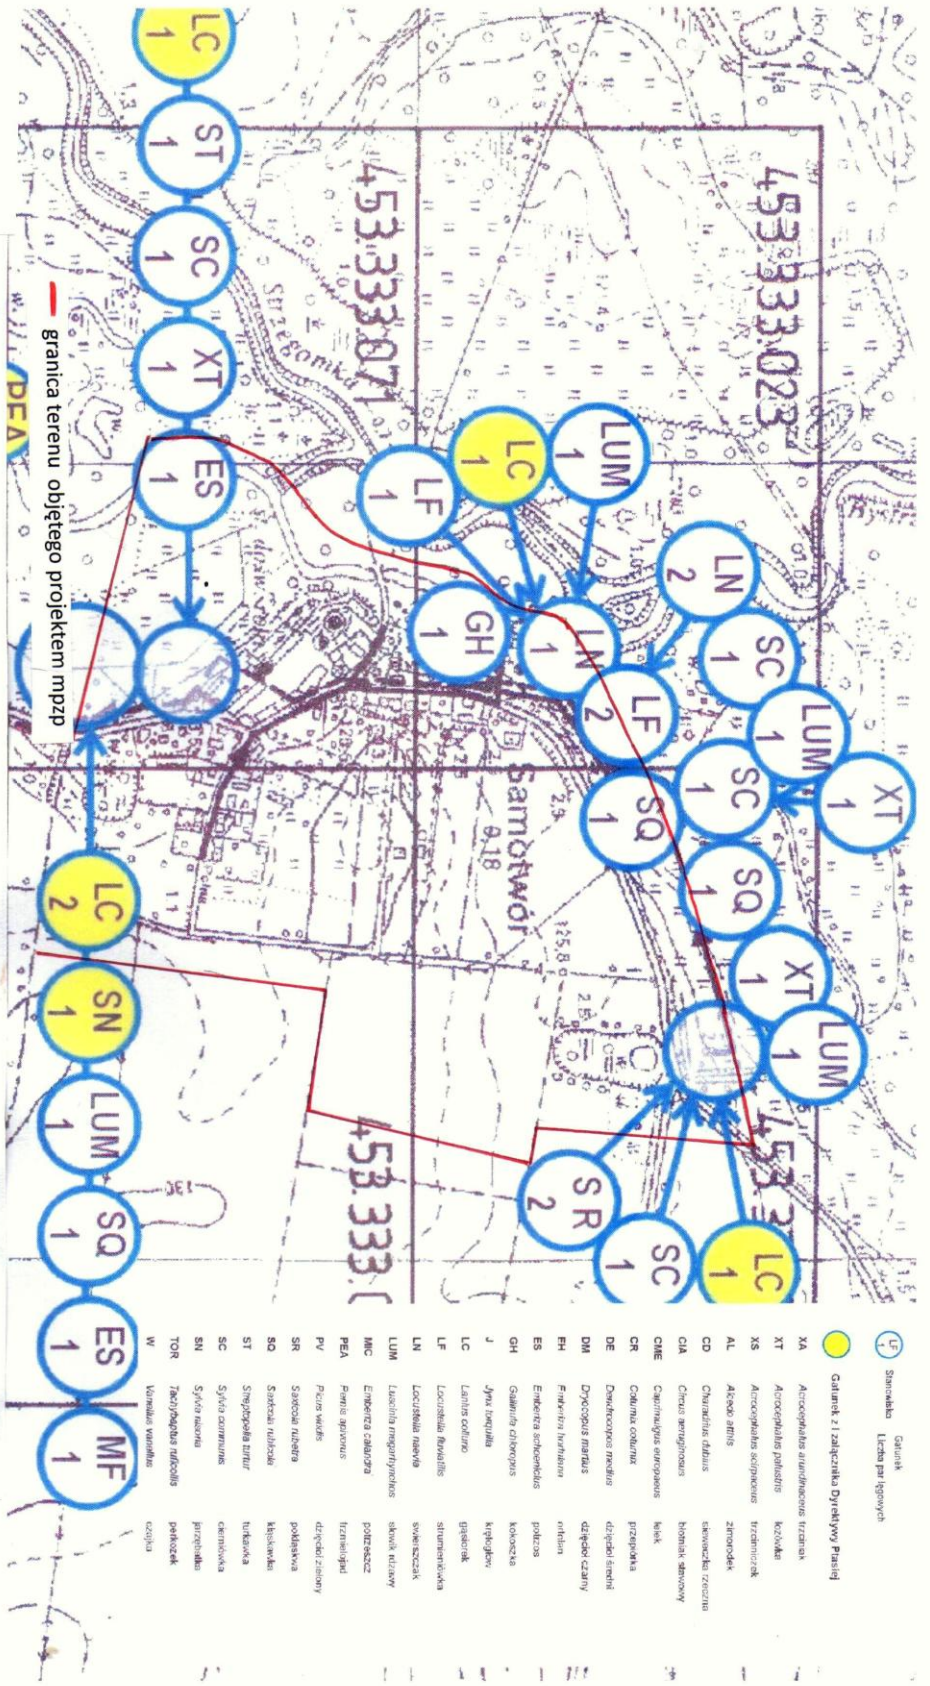 453.333.023
453.333.071
453.333.(
453.3
Strzegomka
Samotwór
LC
1
ST
1
SC
1
XT
1
ES
1
LF
1
LC
1
LUM
1
LN
2
SC
1
LUM
1
XT
1
GH
1
LN
1
LF
2
SC
1
SQ
1
SQ
1
XT
1
LUM
1
S R
2
SC
1
LC
1
LC
2
SN
1
LUM
1
SQ
1
ES
1
MF
1
PEA
granica terenu objętego projektem mpzp
LF
1
Gatunek
Stanowisko
Liczba par lęgowych
Gatunek z I załącznika Dyrektywy Ptasiej
XA Acrocephalus arundinaceus trzciniak
XT Acrocephalus palustris łozówka
XS Acrocephalus scirpaceus trzcinniczek
AL Alcedo atthis zimorodek
CD Charadrius dubius sieweczka rzeczna
CIA Circus aeruginosus błotniak stawowy
CME Caprimulgus europaeus lelek
CR Coturnix coturnix przepiórka
DE Dendrocopos medius dzięcioł średni
DM Dryocopus martius dzięcioł czarny
EH Emberiza hortulana ortolan
ES Emberiza schoeniclus potrzos
GH Gallinula chloropus kokoszka
J Jynx torquilla krętogłów
LC Lanius collurio gąsiorek
LF Locustella fluviatilis strumieniówka
LN Locustella naevia świerszczak
LUM Luscinia megarhynchos słowik rdzawy
MIC Emberiza calandra potrzeszcz
PEA Pernis apivorus trzmielojad
PV Picus viridis dzięcioł zielony
SR Saxicola rubetra pokląskwa
SQ Saxicola rubicola kląskawka
ST Streptopelia turtur turkawka
SC Sylvia communis cierniówka
SN Sylvia nisoria jarzębatka
TOR Tachybaptus ruficollis perkozek
W Vanellus vanellus czajka